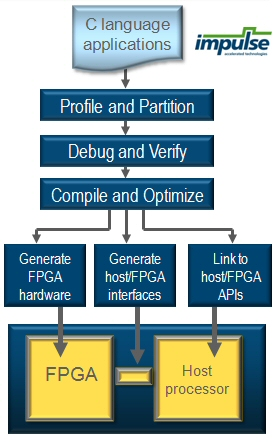 C language
applications
impulse
accelerated technologies
Profile and Partition
Debug and Verify
Compile and Optimize
Generate
FPGA
hardware
Generate
host/FPGA
interfaces
Link to
host/FPGA
APIs
FPGA
Host
processor